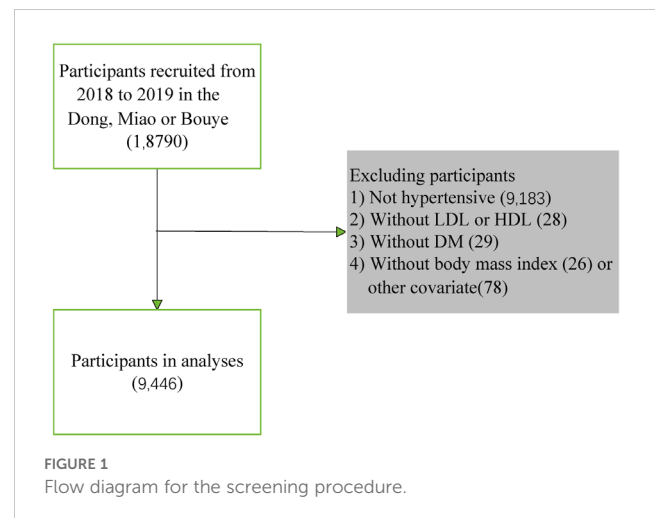 Participants recruited from
2018 to 2019 in the
Dong, Miao or Bouye
(1,8790)
Excluding participants
1) Not hypertensive (9,183)
2) Without LDL or HDL (28)
3) Without DM (29)
4) Without body mass index (26) or
other covariate(78)
Participants in analyses
(9,446)
FIGURE 1
Flow diagram for the screening procedure.